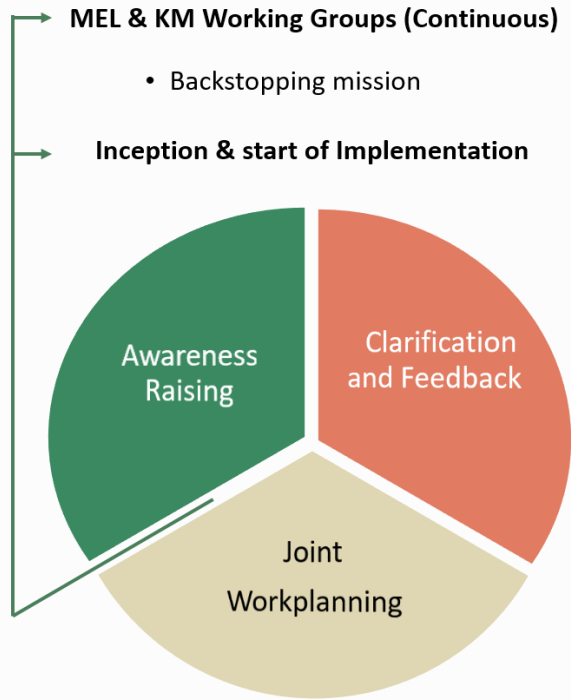 MEL & KM Working Groups (Continuous)
• Backstopping mission
Inception & start of Implementation
Awareness
Raising
Clarification
and Feedback
Joint
Workplanning